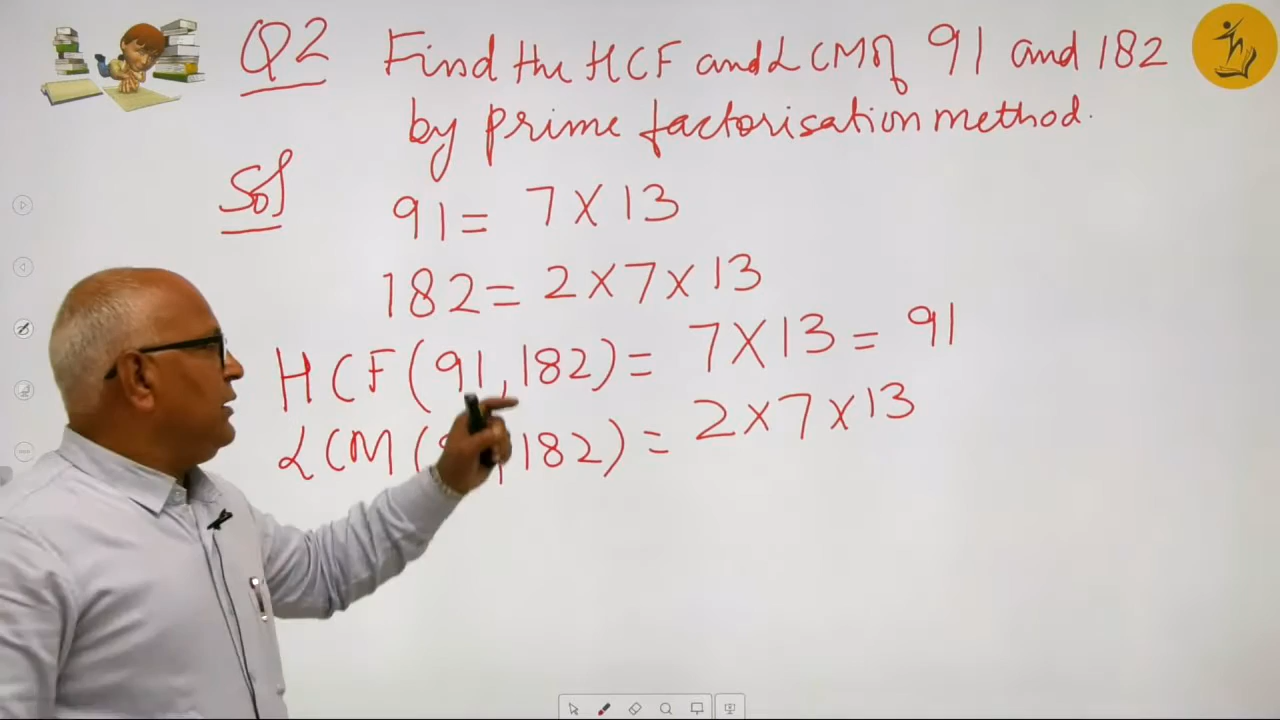 Q2 Find the HCF and LCM of 91 and 182
by prime factorisation method.
Sol
91 = 7 X 13
182 = 2 X 7 X 13
HCF (91, 182) = 7 X 13 = 91
LCM ( , 182) = 2 X 7 X 13